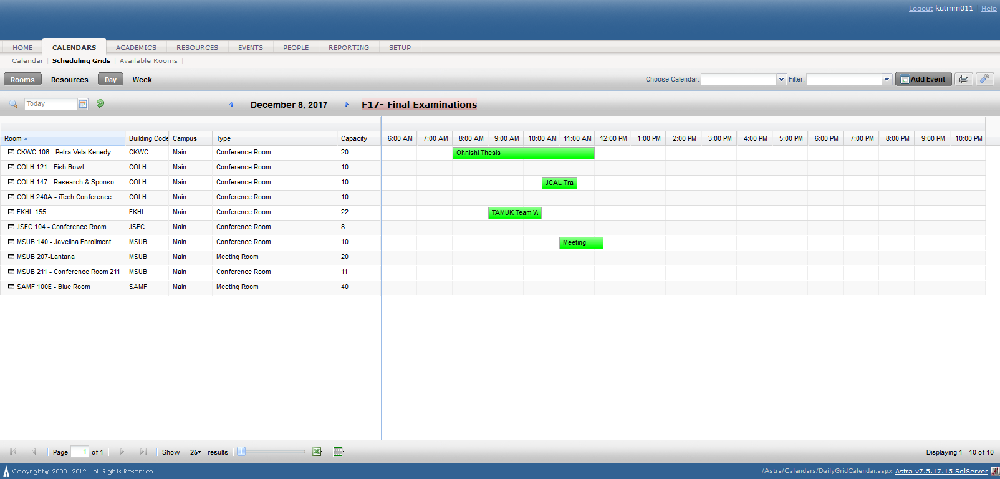 Logout kutmm011 Help
HOME CALENDARS ACADEMICS RESOURCES EVENTS PEOPLE REPORTING SETUP
Calendar Scheduling Grids Available Rooms
Rooms Resources Day Week Choose Calendar: Filter: Add Event
Today December 8, 2017 F17- Final Examinations
Room Building Code Campus Type Capacity 6:00 AM 7:00 AM 8:00 AM 9:00 AM 10:00 AM 11:00 AM 12:00 PM 1:00 PM 2:00 PM 3:00 PM 4:00 PM 5:00 PM 6:00 PM 7:00 PM 8:00 PM 9:00 PM 10:00 PM
CKWC 106 - Petra Vela Kenedy ... CKWC Main Conference Room 20 Ohnishi Thesis
COLH 121 - Fish Bowl COLH Main Conference Room 10
COLH 147 - Research & Sponso... COLH Main Conference Room 10 JCAL Tra
COLH 240A - iTech Conference ... COLH Main Conference Room 10
EKHL 155 EKHL Main Conference Room 22 TAMUK Team W
JSEC 104 - Conference Room JSEC Main Conference Room 8
MSUB 140 - Javelina Enrollment ... MSUB Main Conference Room 10 Meeting
MSUB 207-Lantana MSUB Main Meeting Room 20
MSUB 211 - Conference Room 211 MSUB Main Conference Room 11
SAMF 100E - Blue Room SAMF Main Meeting Room 40
Page 1 of 1 Show 25 results Displaying 1 - 10 of 10
Copyright© 2000 - 2012. All Rights Reserved. /Astra/Calendars/DailyGridCalendar.aspx Astra v7.5.17.15 SqlServer